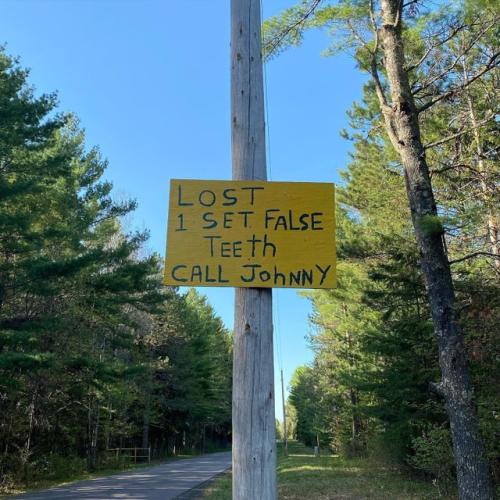 LOST
1 SET FALSE
TEETh
CALL JohNNY